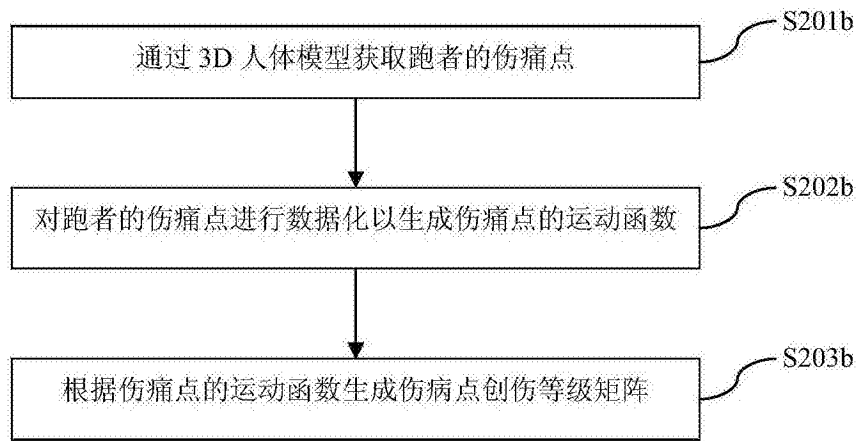 S201b
通过 3D 人体模型获取跑者的伤痛点
S202b
对跑者的伤痛点进行数据化以生成伤痛点的运动函数
S203b
根据伤痛点的运动函数生成伤病点创伤等级矩阵